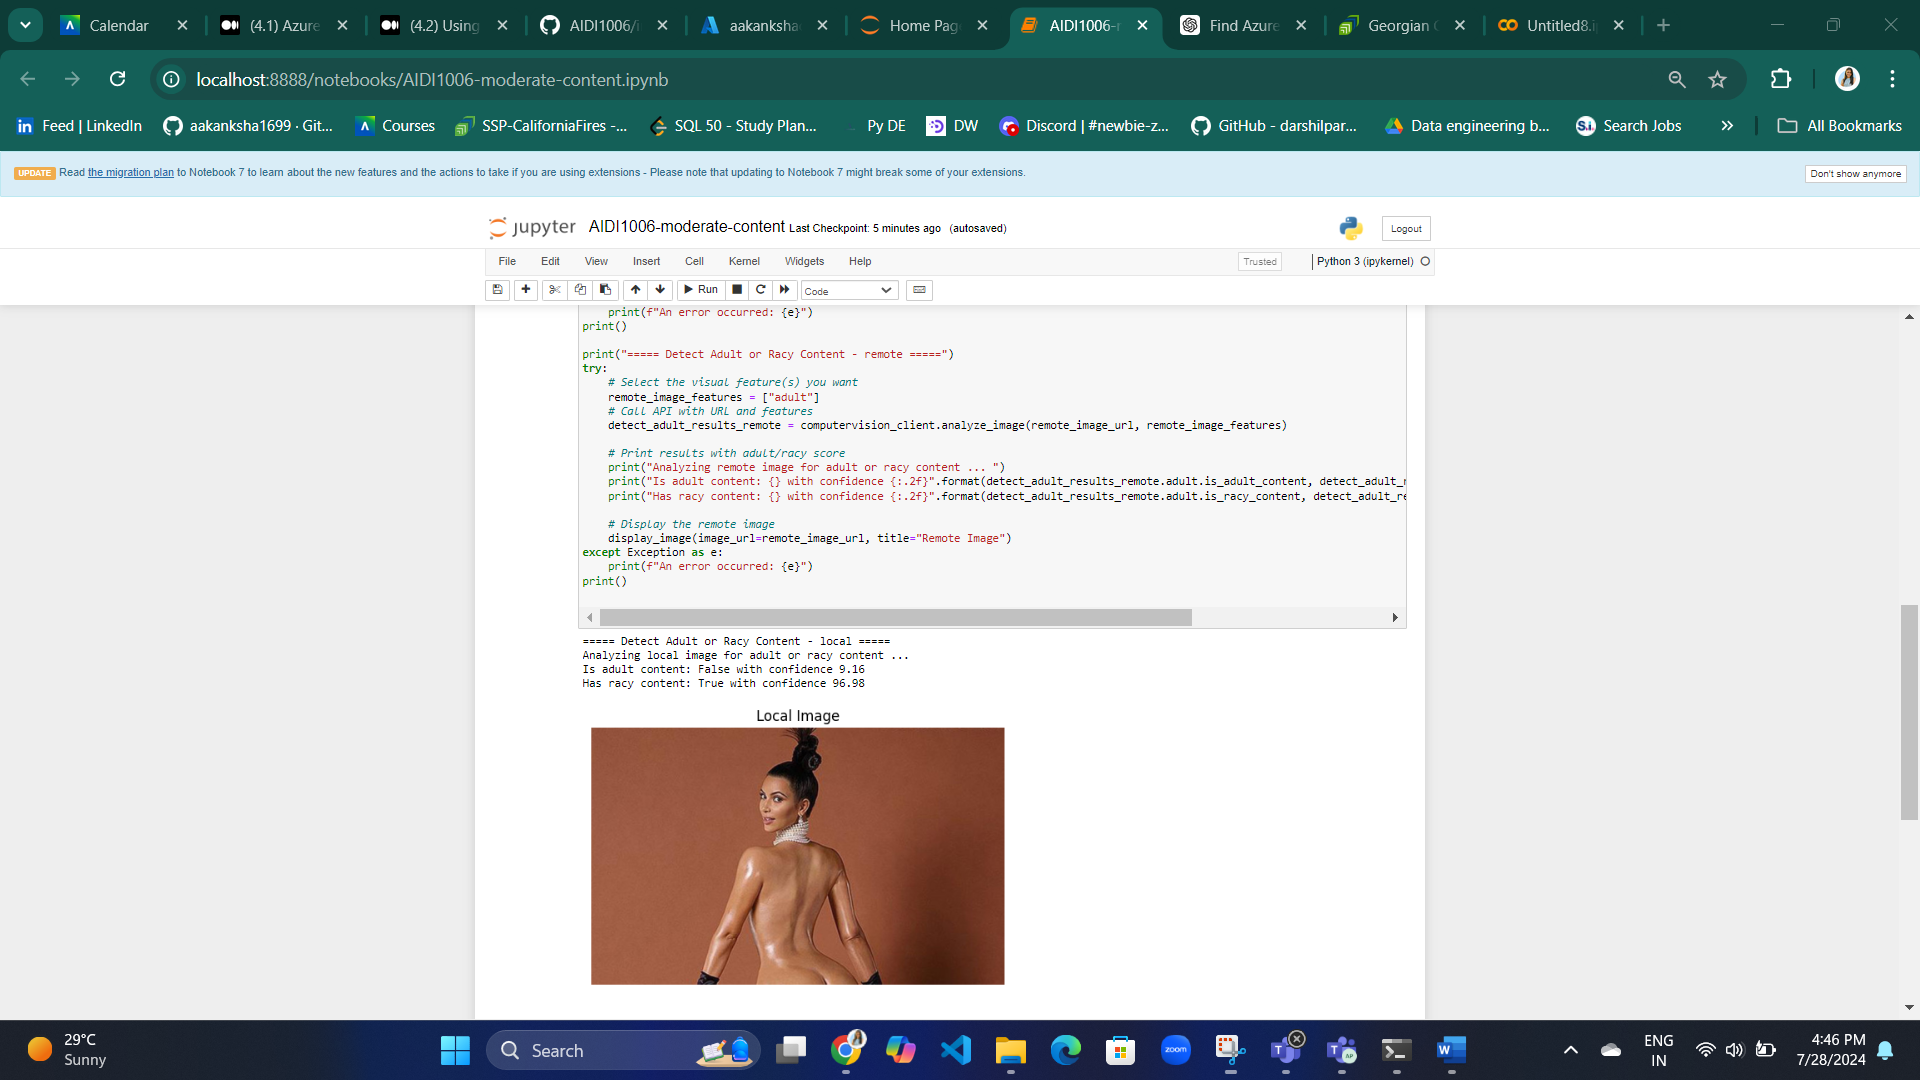 Calendar
(4.1) Azure
(4.2) Using
AIDI1006/i
aakanksha
Home Page
AIDI1006-r
Find Azure
Georgian C
Untitled8.i
localhost:8888/notebooks/AIDI1006-moderate-content.ipynb
Feed | LinkedIn
aakanksha1699 · Git...
Courses
SSP-CaliforniaFires -...
SQL 50 - Study Plan...
Py DE
DW
Discord | #newbie-z...
GitHub - darshilpar...
Data engineering b...
S.i.
Search Jobs
All Bookmarks
UPDATE Read the migration plan to Notebook 7 to learn about the new features and the actions to take if you are using extensions - Please note that updating to Notebook 7 might break some of your extensions.
Don't show anymore
jupyter AIDI1006-moderate-content Last Checkpoint: 5 minutes ago (autosaved)
Logout
File Edit View Insert Cell Kernel Widgets Help
Trusted
Python 3 (ipykernel)
Run
Code
print(f"An error occurred: {e}")
print()
print("===== Detect Adult or Racy Content - remote =====")
try:
# Select the visual feature(s) you want
remote_image_features = ["adult"]
# Call API with URL and features
detect_adult_results_remote = computervision_client.analyze_image(remote_image_url, remote_image_features)
# Print results with adult/racy score
print("Analyzing remote image for adult or racy content ... ")
print("Is adult content: {} with confidence {:.2f}".format(detect_adult_results_remote.adult.is_adult_content, detect_adult_r
print("Has racy content: {} with confidence {:.2f}".format(detect_adult_results_remote.adult.is_racy_content, detect_adult_re
# Display the remote image
display_image(image_url=remote_image_url, title="Remote Image")
except Exception as e:
print(f"An error occurred: {e}")
print()
===== Detect Adult or Racy Content - local =====
Analyzing local image for adult or racy content ...
Is adult content: False with confidence 9.16
Has racy content: True with confidence 96.98
Local Image
29°C
Sunny
Search
zoom
ENG
IN
4:46 PM
7/28/2024